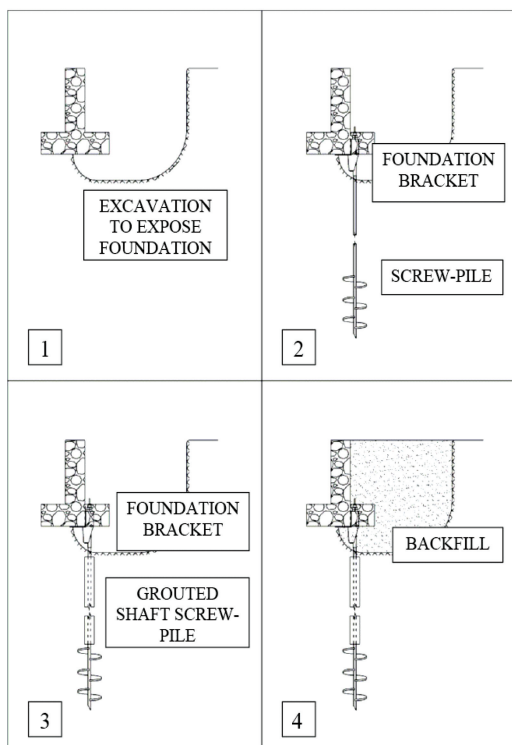 EXCAVATION
TO EXPOSE
FOUNDATION
1
FOUNDATION
BRACKET
SCREW-PILE
2
FOUNDATION
BRACKET
GROUTED
SHAFT SCREW-
PILE
3
BACKFILL
4